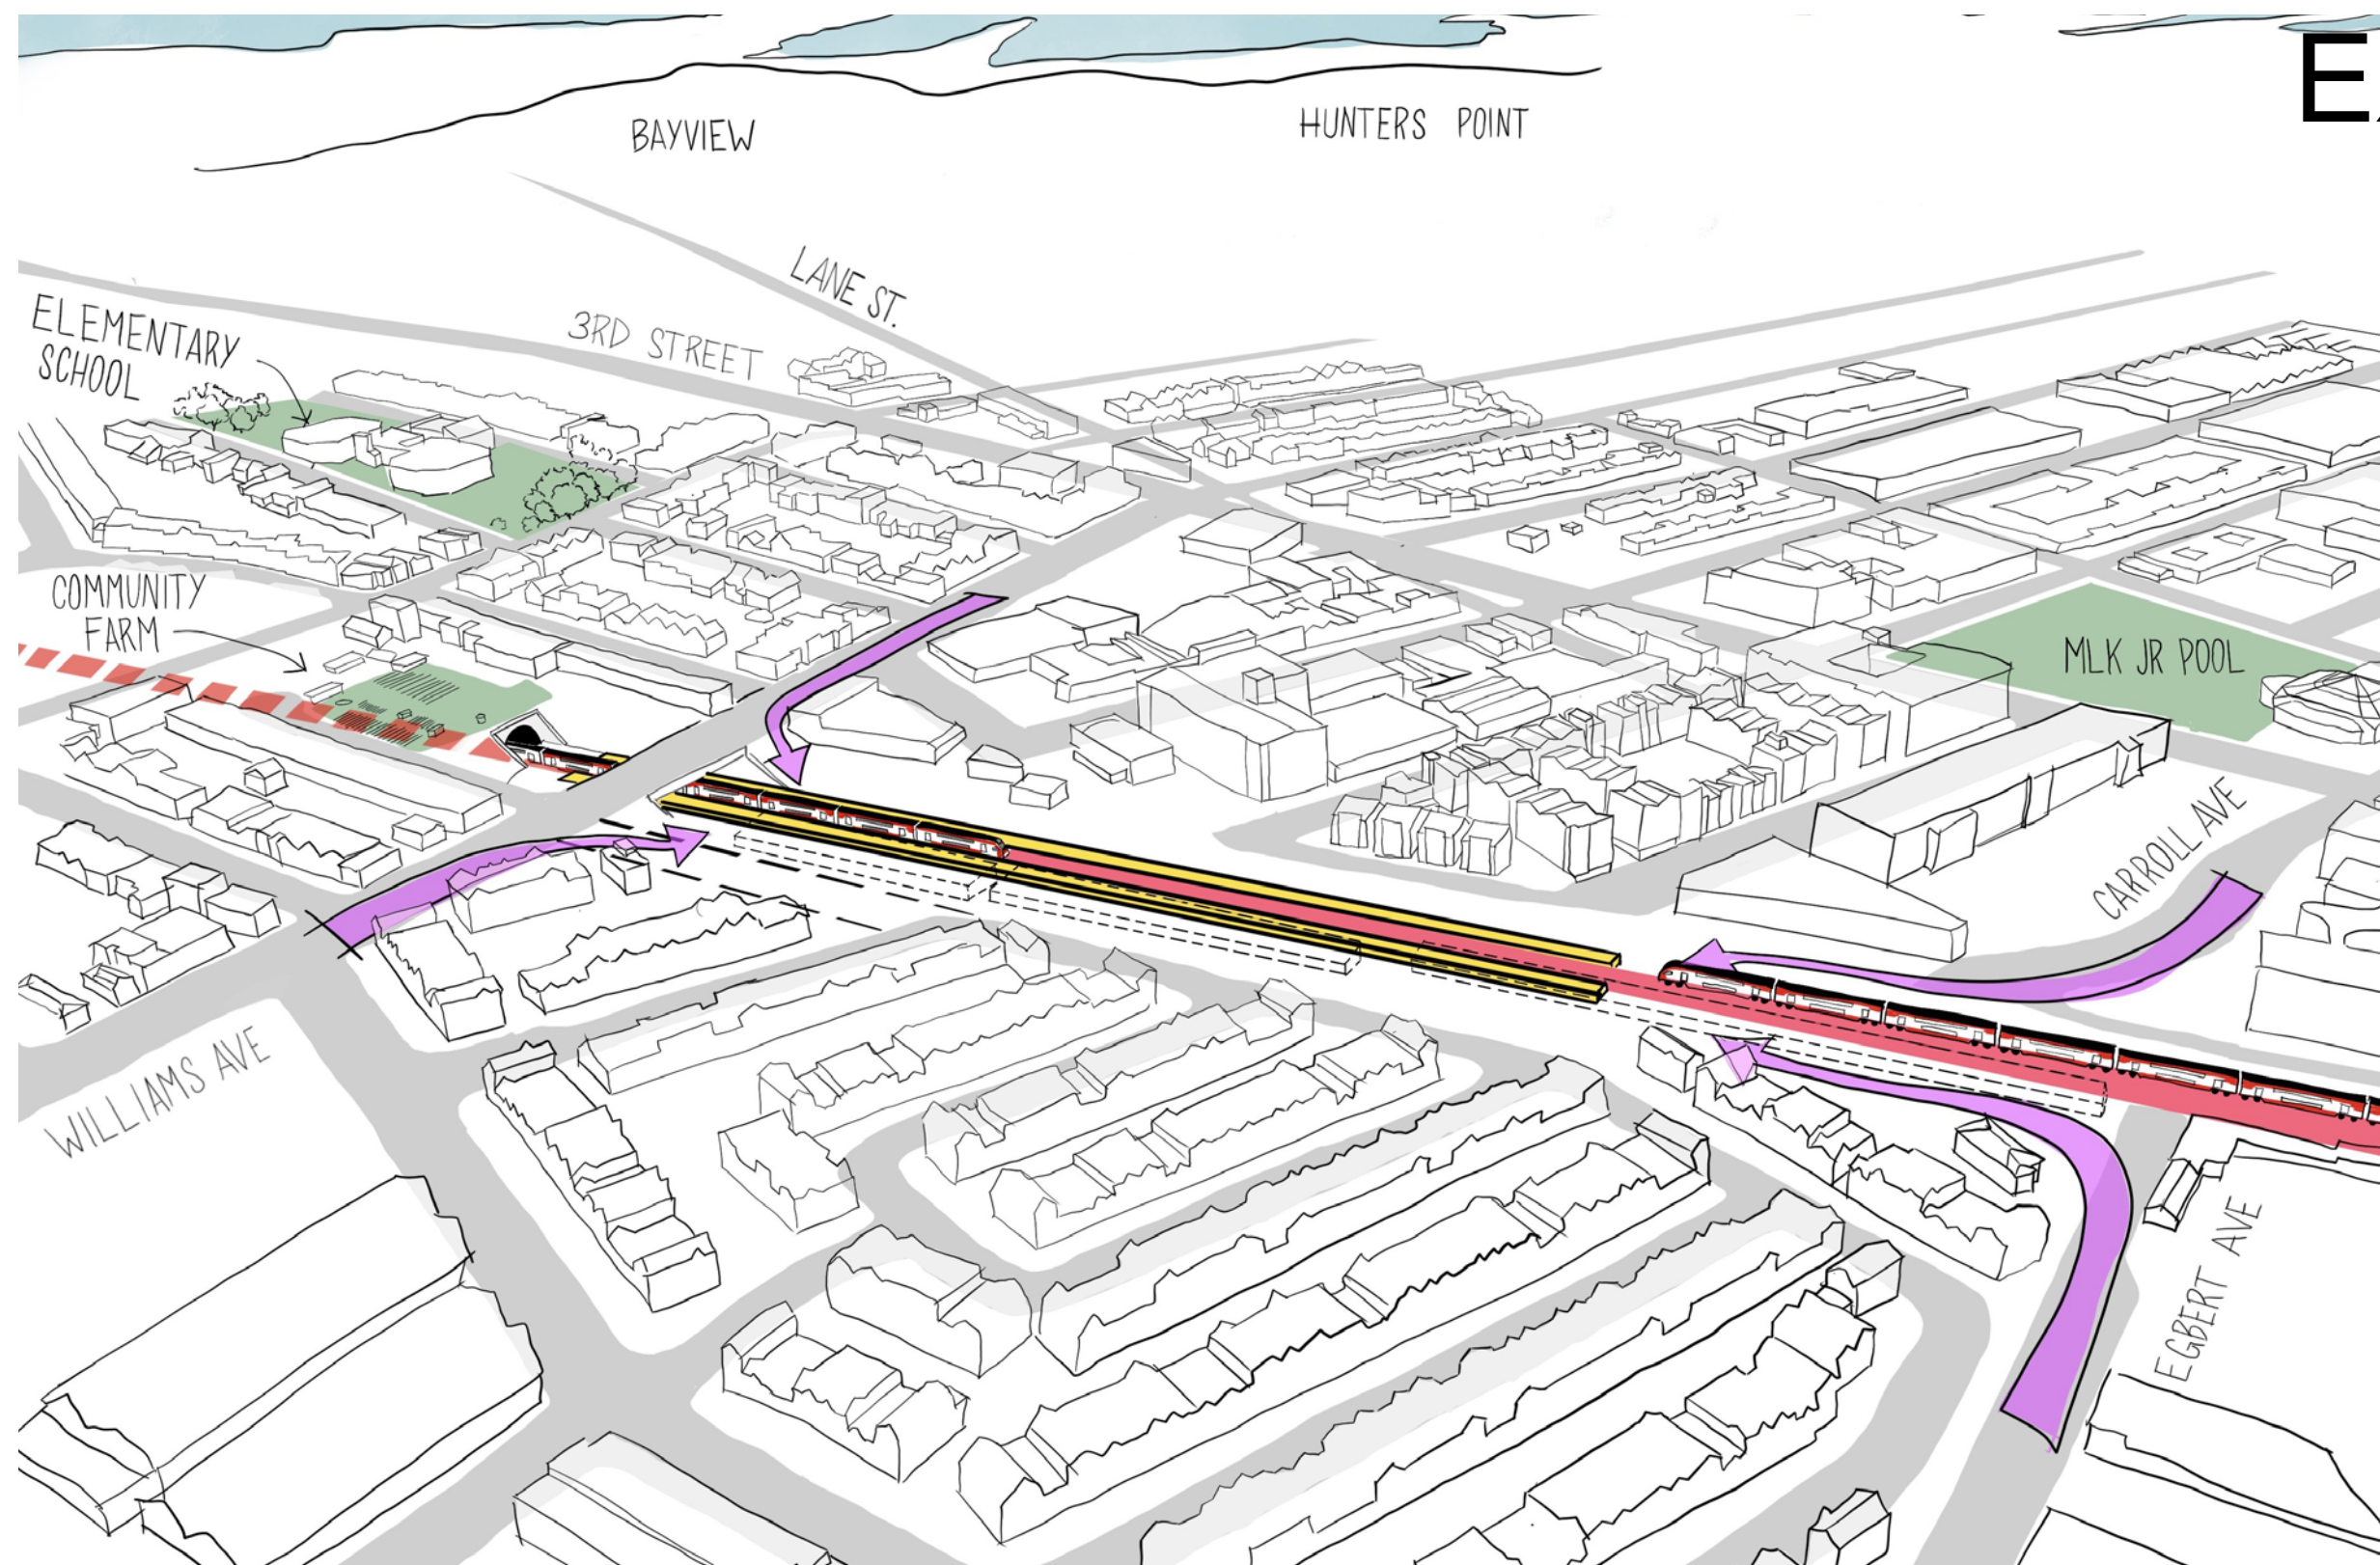 BAYVIEW
HUNTERS POINT
LANE ST.
3RD STREET
ELEMENTARY
SCHOOL
COMMUNITY
FARM
MLK JR POOL
CARROLL AVE
WILLIAMS AVE
EGBERT AVE